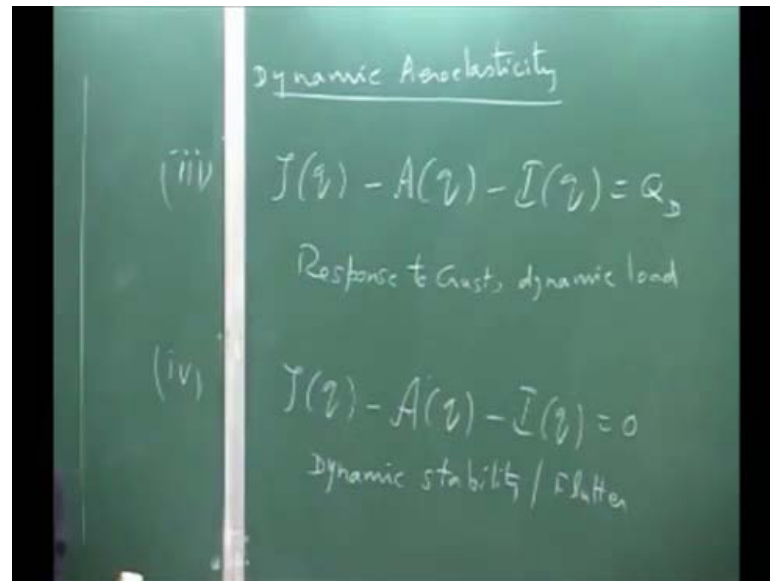 Dynamic Aeroelasticity
(iii) 𝒮(q) - A(q) - I(q) = Q_D
Response to Gust, dynamic load
(iv) 𝒮(q) - A(q) - I(q) = 0
Dynamic stability / Flutter